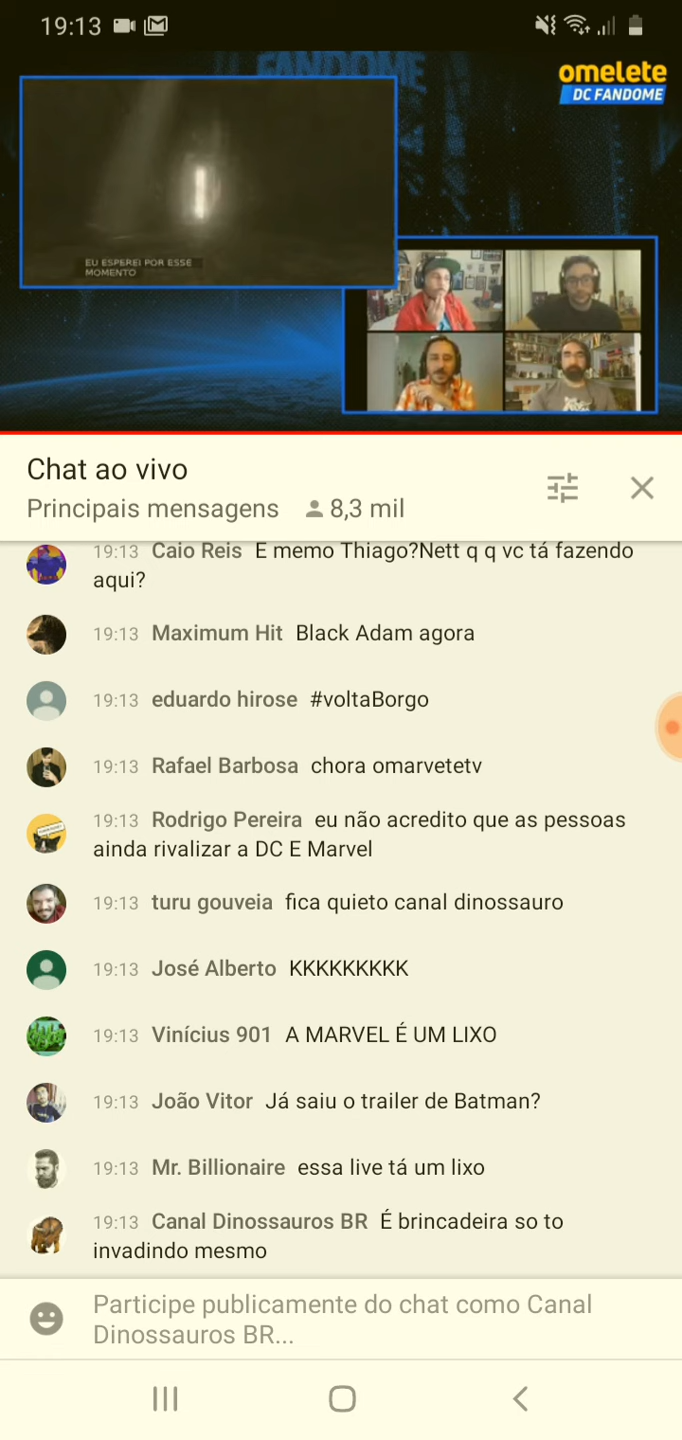 19:13
FANDOME
omelete
DC FANDOME
EU ESPEREI POR ESSE
MOMENTO
Chat ao vivo
Principais mensagens 8,3 mil
19:13 Caio Reis E memo Thiago?Nett q q vc tá fazendo
aqui?
19:13 Maximum Hit Black Adam agora
19:13 eduardo hirose #voltaBorgo
19:13 Rafael Barbosa chora omarvetetv
19:13 Rodrigo Pereira eu não acredito que as pessoas
ainda rivalizar a DC E Marvel
19:13 turu gouveia fica quieto canal dinossauro
19:13 José Alberto KKKKKKKKK
19:13 Vinícius 901 A MARVEL É UM LIXO
19:13 João Vitor Já saiu o trailer de Batman?
19:13 Mr. Billionaire essa live tá um lixo
19:13 Canal Dinossauros BR É brincadeira so to
invadindo mesmo
Participe publicamente do chat como Canal
Dinossauros BR...